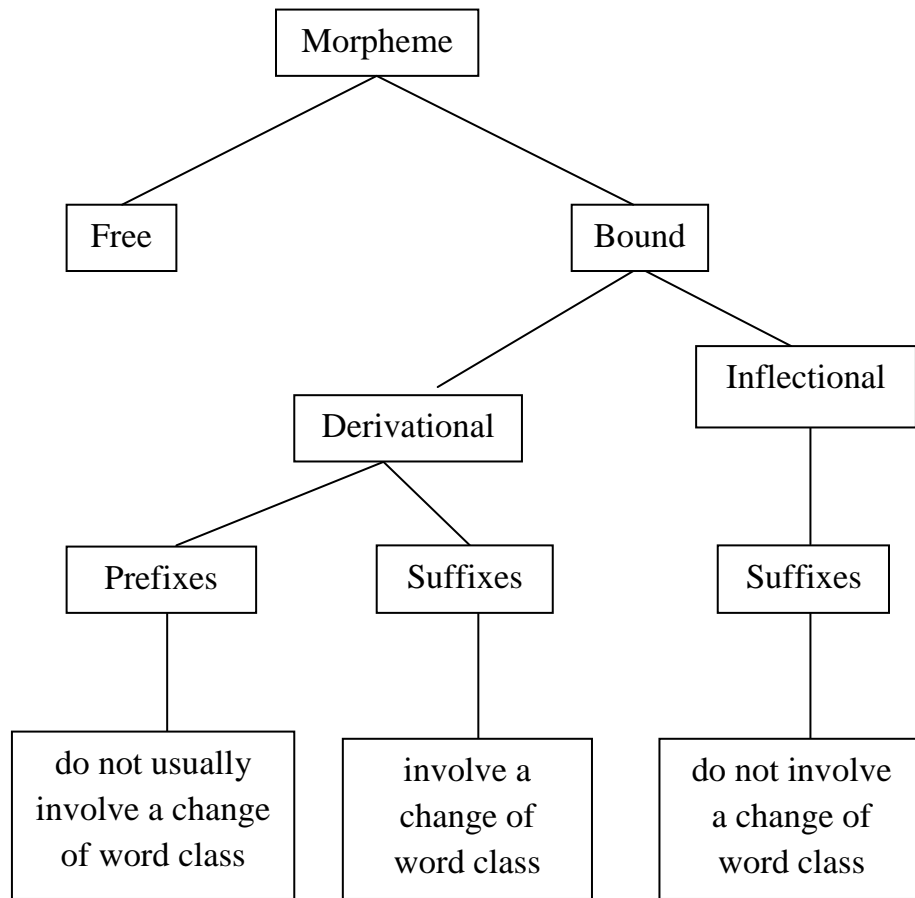 Morpheme
Free
Bound
Inflectional
Derivational
Prefixes
Suffixes
Suffixes
do not usually
involve a change
of word class
involve a
change of
word class
do not involve
a change of
word class